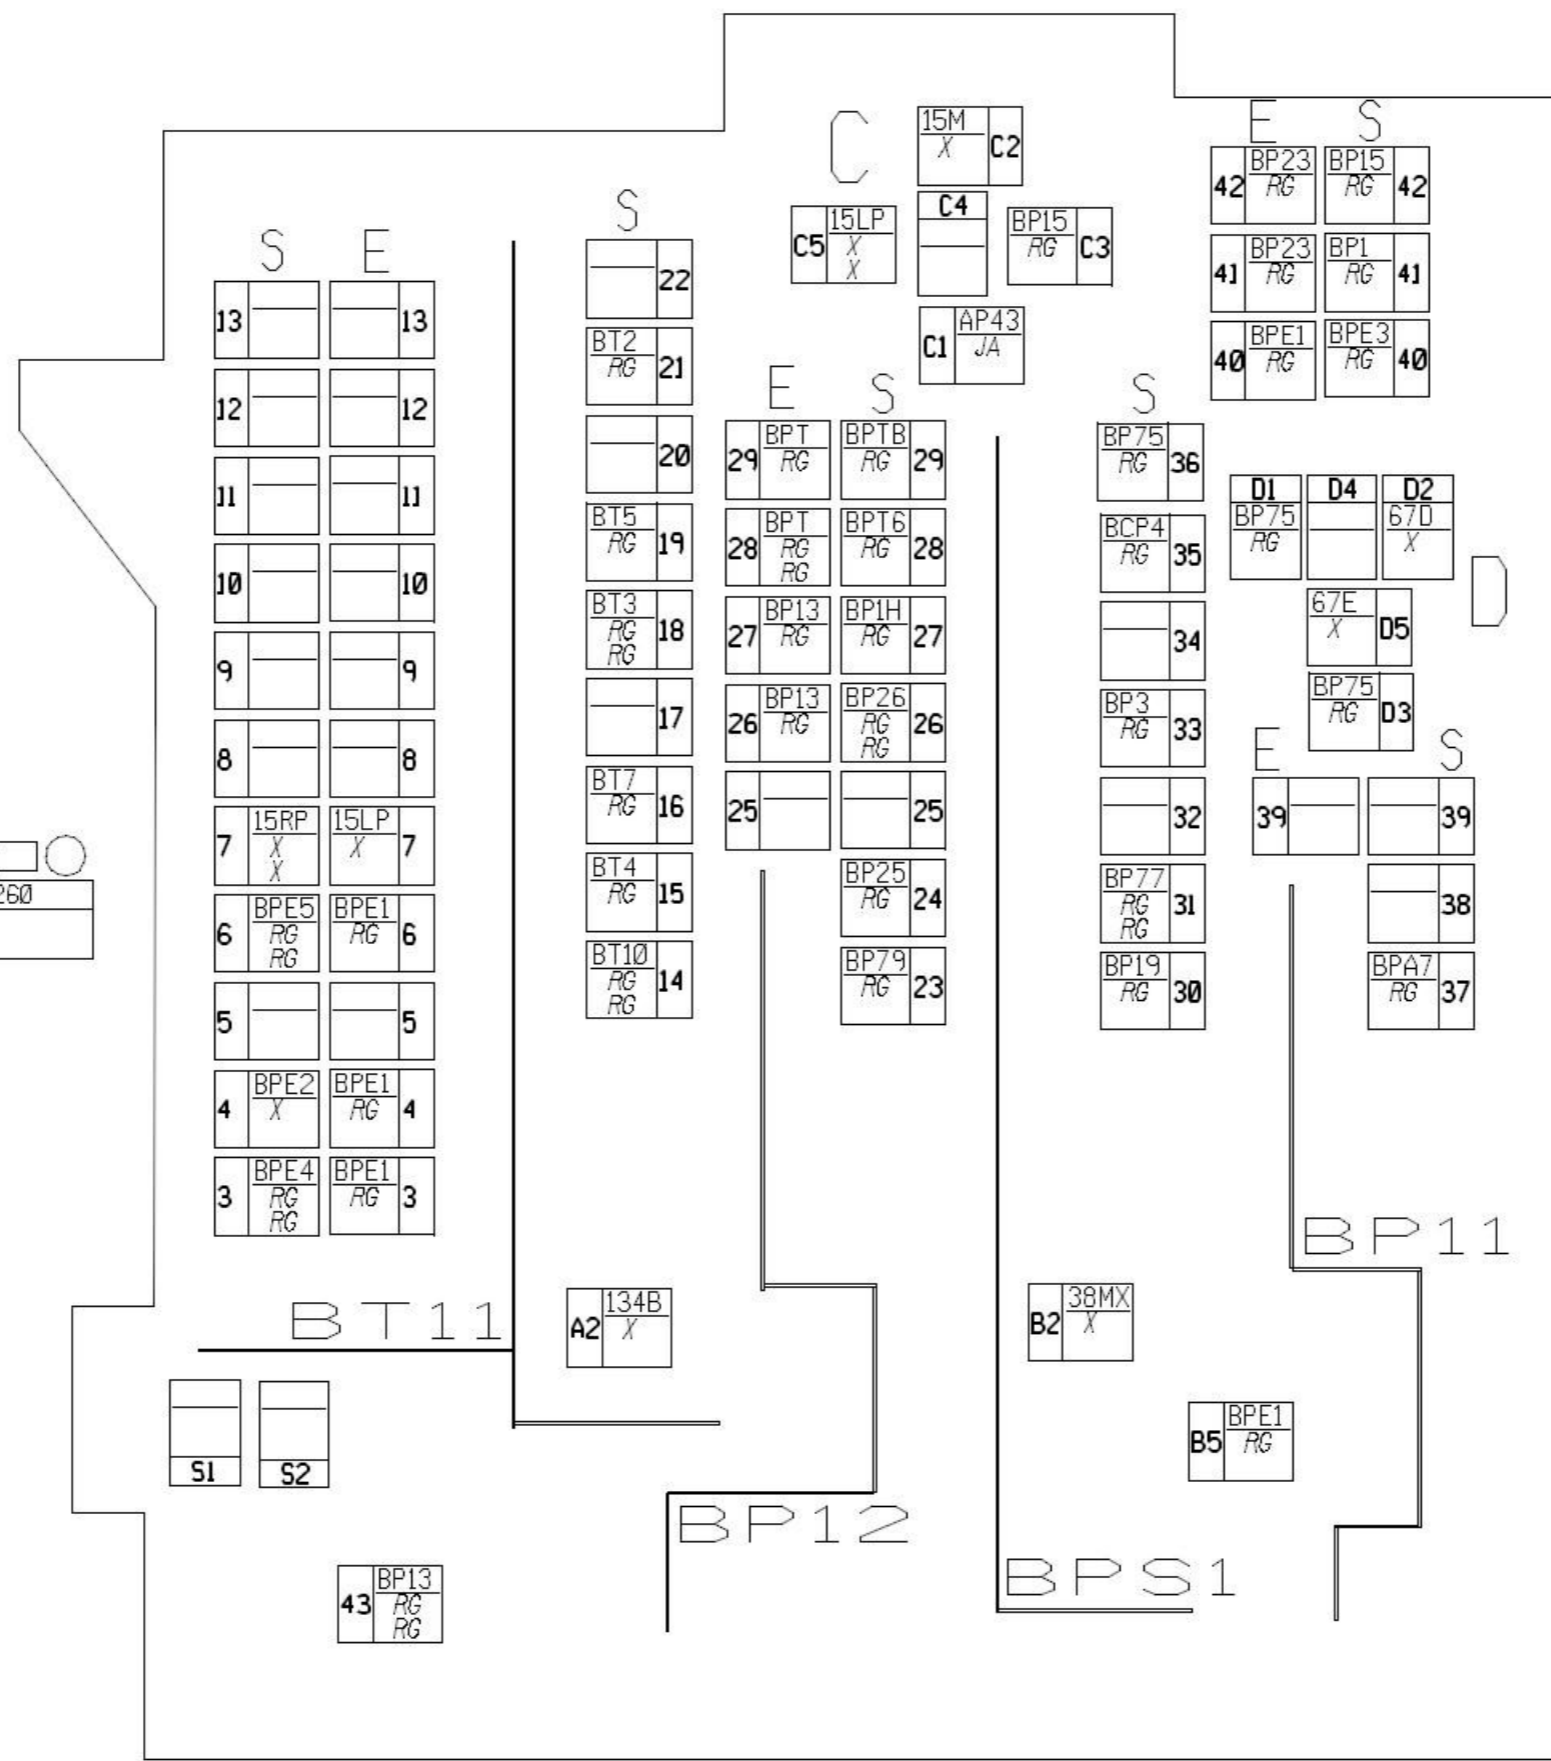 C
15M
X
C2
C4
C5
15LP
X
X
BP15
RG
C3
C1
AP43
JA
E S
42
BP23
RG
BP15
RG
42
41
BP23
RG
BP1
RG
41
40
BPE1
RG
BPE3
RG
40
S E
13
13
12
12
11
11
10
10
9
9
8
8
7
15RP
X
X
15LP
X
7
6
BPE5
RG
RG
BPE1
RG
6
5
5
4
BPE2
X
BPE1
RG
4
3
BPE4
RG
RG
BPE1
RG
3
BT11
S1
S2
43
BP13
RG
RG
260
S
22
BT2
RG
21
20
BT5
RG
19
BT3
RG
RG
18
17
BT7
RG
16
BT4
RG
15
BT10
RG
RG
14
A2
134B
X
E S
29
BPT
RG
BPTB
RG
29
28
BPT
RG
RG
BPT6
RG
28
27
BP13
RG
BP1H
RG
27
26
BP13
RG
BP26
RG
RG
26
25
25
BP25
RG
24
BP79
RG
23
BP12
S
BP75
RG
36
BCP4
RG
35
34
BP3
RG
33
32
BP77
RG
RG
31
BP19
RG
30
B2
38MX
X
B5
BPE1
RG
BPS1
D1
BP75
RG
D4
D2
67D
X
D
67E
X
D5
BP75
RG
D3
E S
39
39
38
BPA7
RG
37
BP11